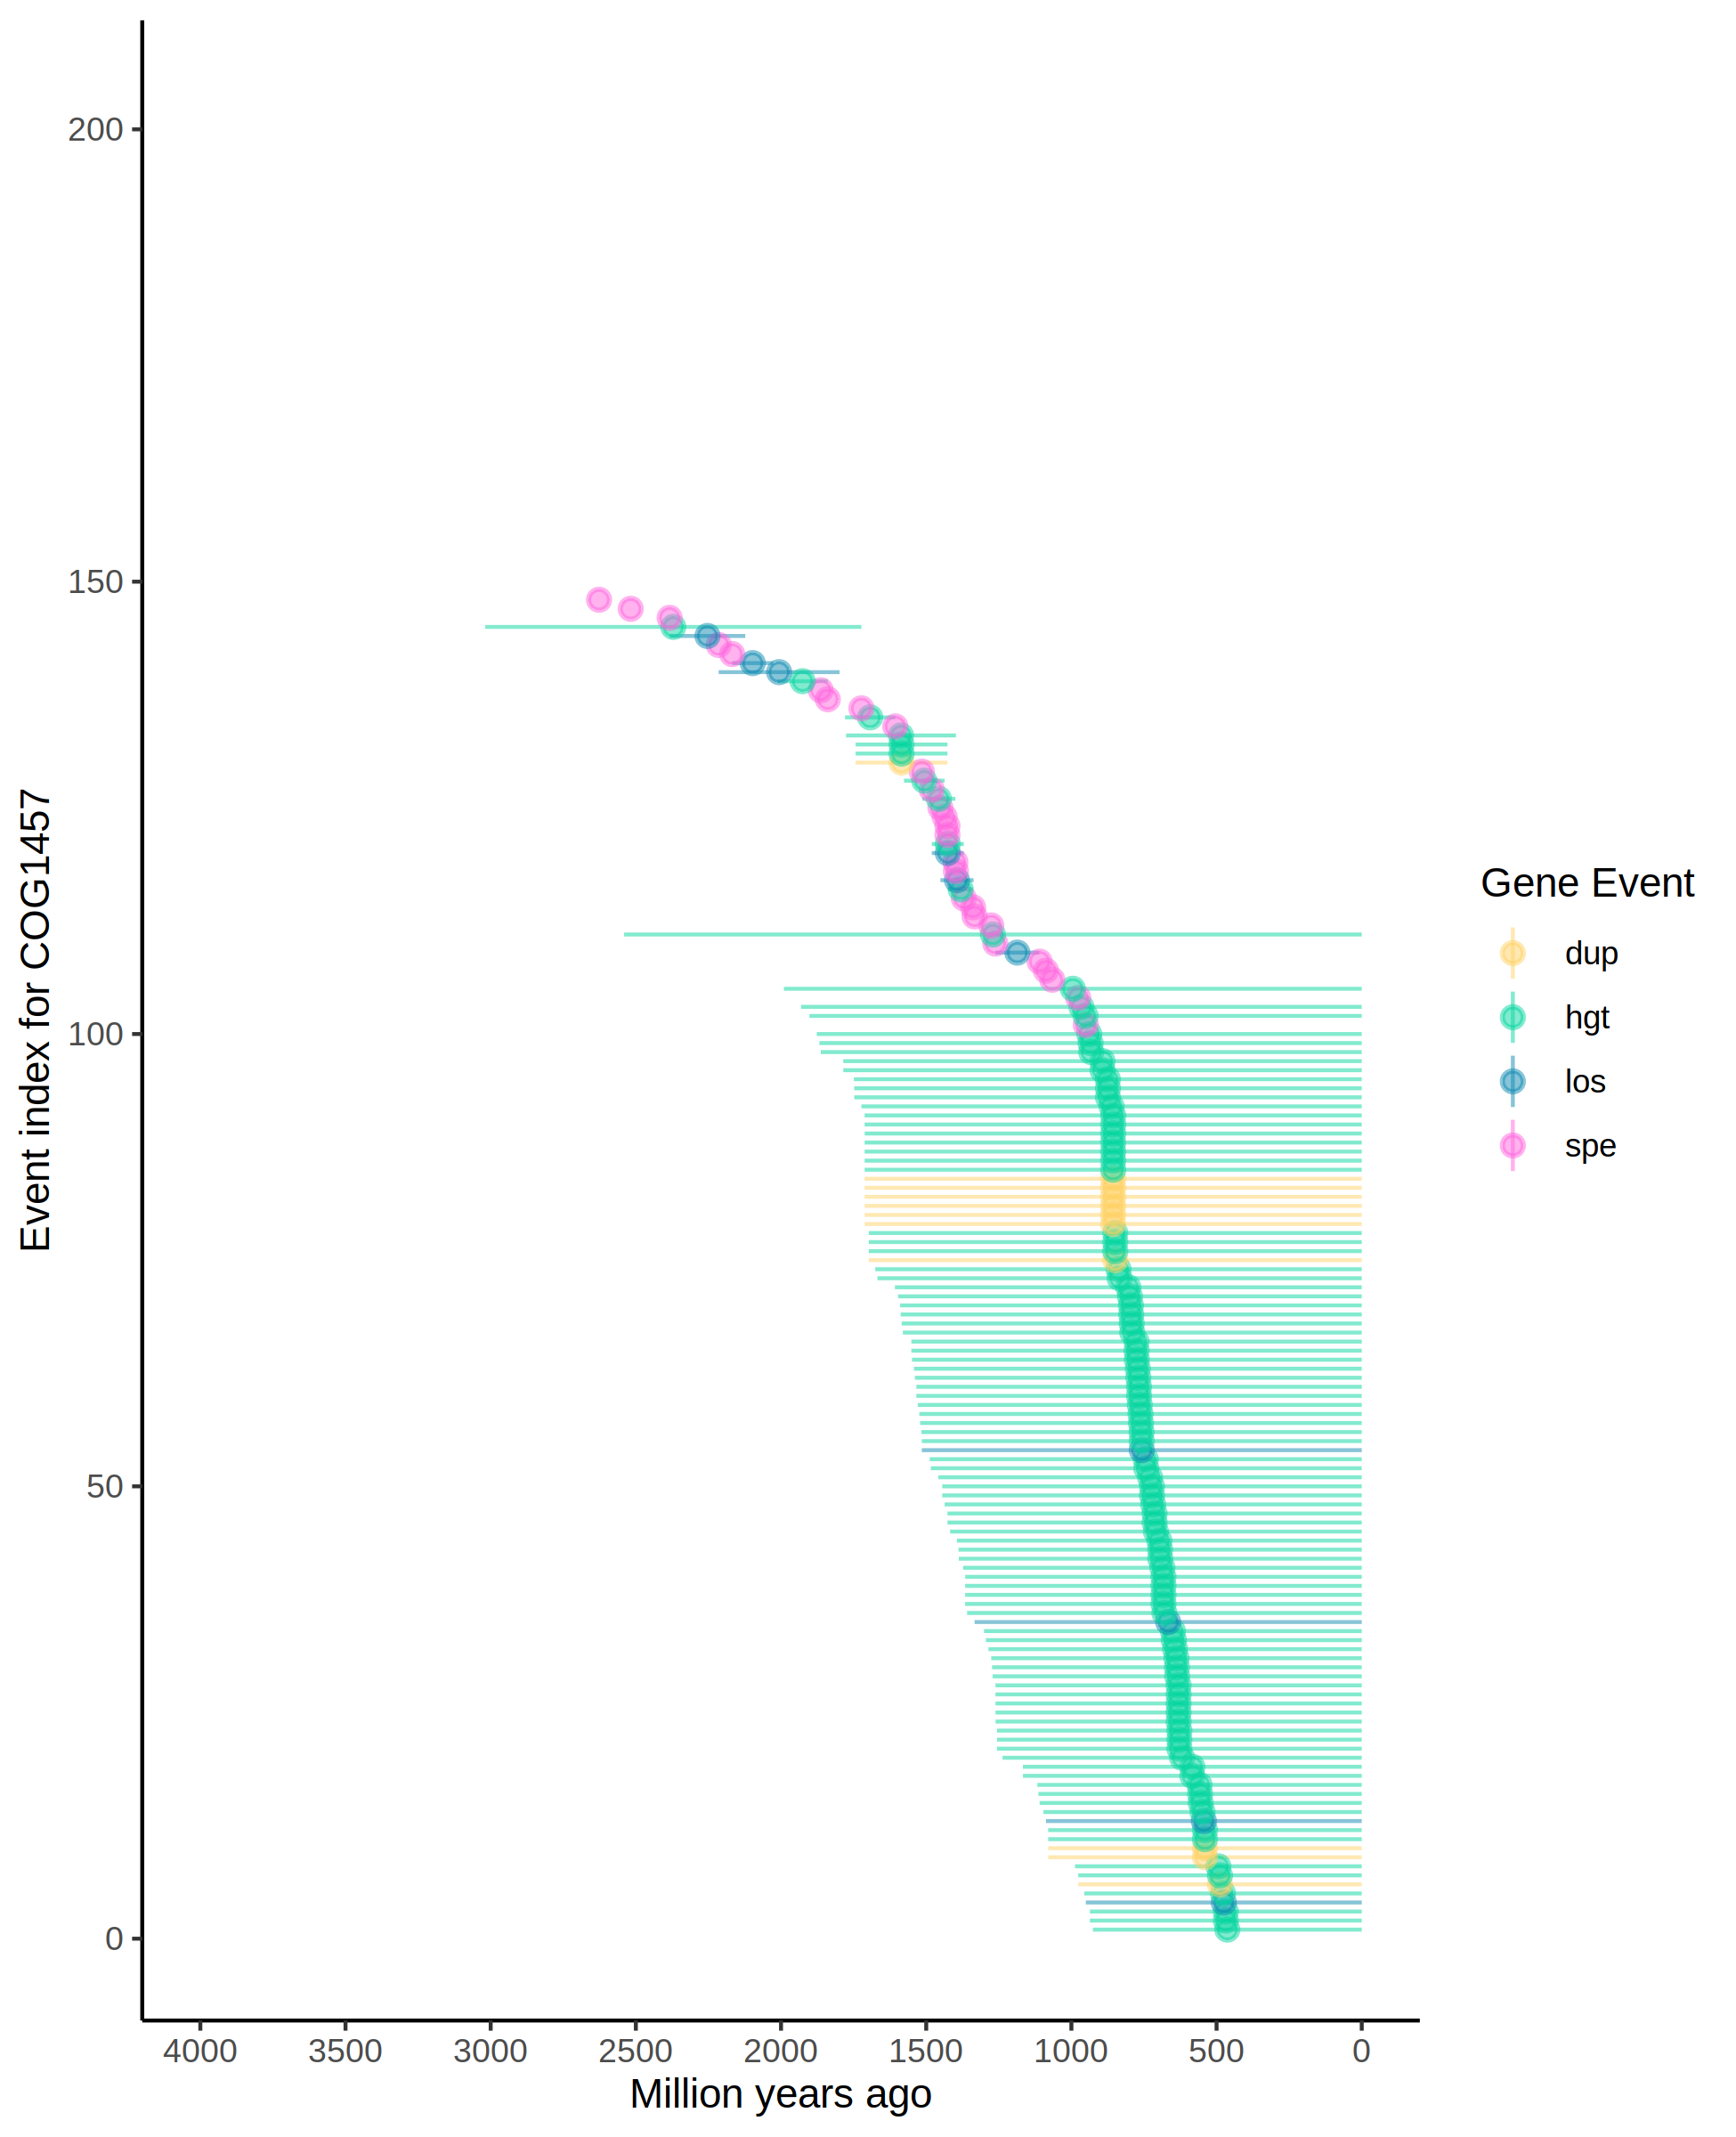 Event index for COG1457
200
150
100
50
0
4000 3500 3000 2500 2000 1500 1000 500 0
Million years ago
Gene Event
dup
hgt
los
spe